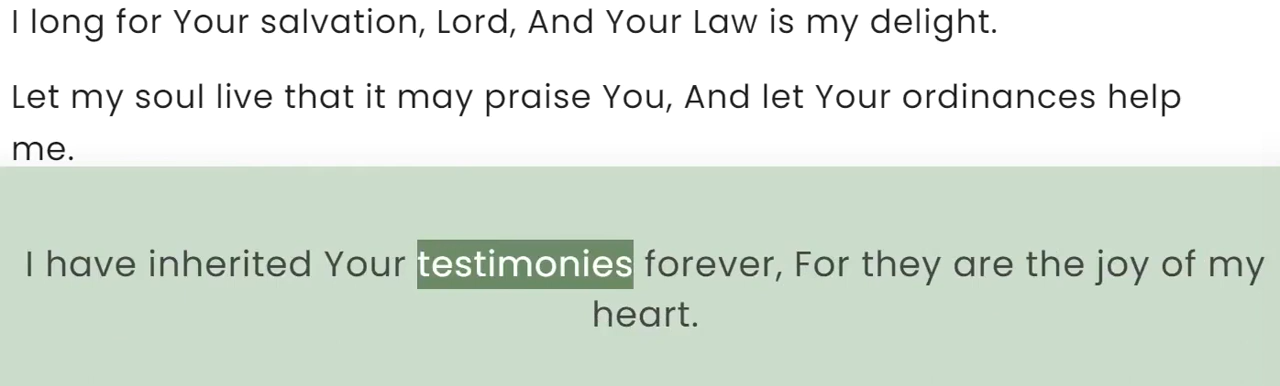 I long for Your salvation, Lord, And Your Law is my delight.
Let my soul live that it may praise You, And let Your ordinances help
me.
I have inherited Your testimonies forever, For they are the joy of my
heart.